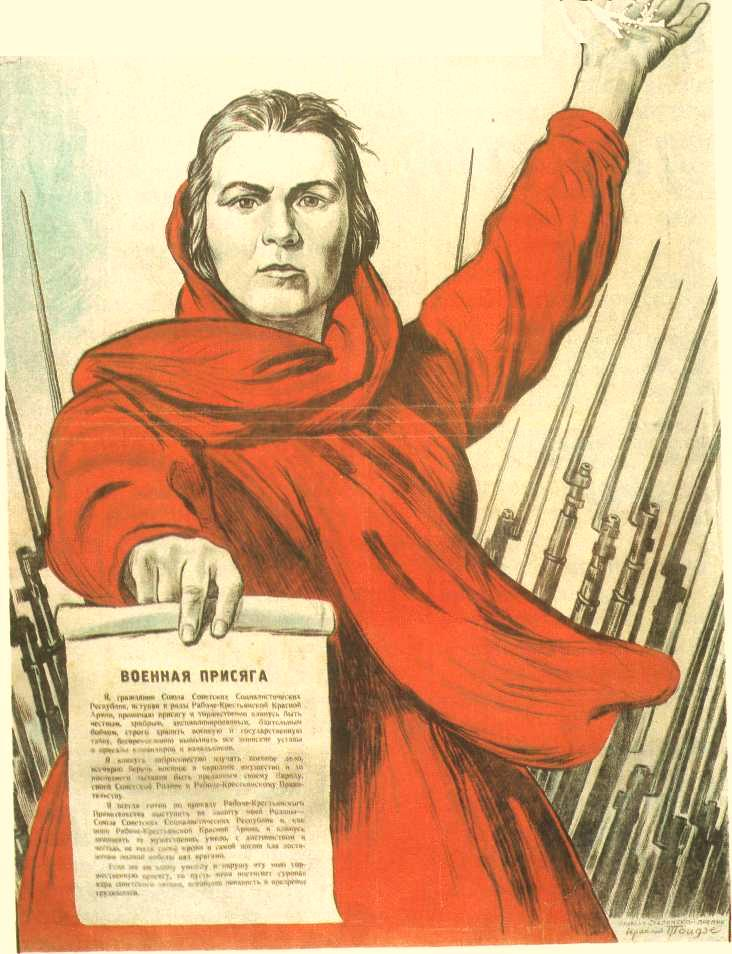 ВОЕННАЯ ПРИСЯГА
Я, гражданин Союза Советских Социалистических
Республик, вступая в ряды Рабоче-Крестьянской Красной
Армии, принимаю присягу и торжественно клянусь быть
честным, храбрым, дисциплинированным, бдительным
бойцом, строго хранить военную и государственную
тайну, беспрекословно выполнять все воинские уставы
и приказы командиров и начальников.
Я клянусь добросовестно изучать военное дело,
всемерно беречь военное и народное имущество и до
последнего дыхания быть преданным своему Народу,
своей Советской Родине и Рабоче-Крестьянскому Прави-
тельству.
Я всегда готов по приказу Рабоче-Крестьянского
Правительства выступить на защиту моей Родины—
Союза Советских Социалистических Республик и, как
воин Рабоче-Крестьянской Красной Армии, я клянусь
защищать ее мужественно, умело, с достоинством и
честью, не щадя своей крови и самой жизни для дости-
жения полной победы над врагами.
Если же по злому умыслу я нарушу эту мою тор-
жественную присягу, то пусть меня постигнет суровая
кара советского закона, всеобщая ненависть и презрение
трудящихся.
Ираклий Тоидзе